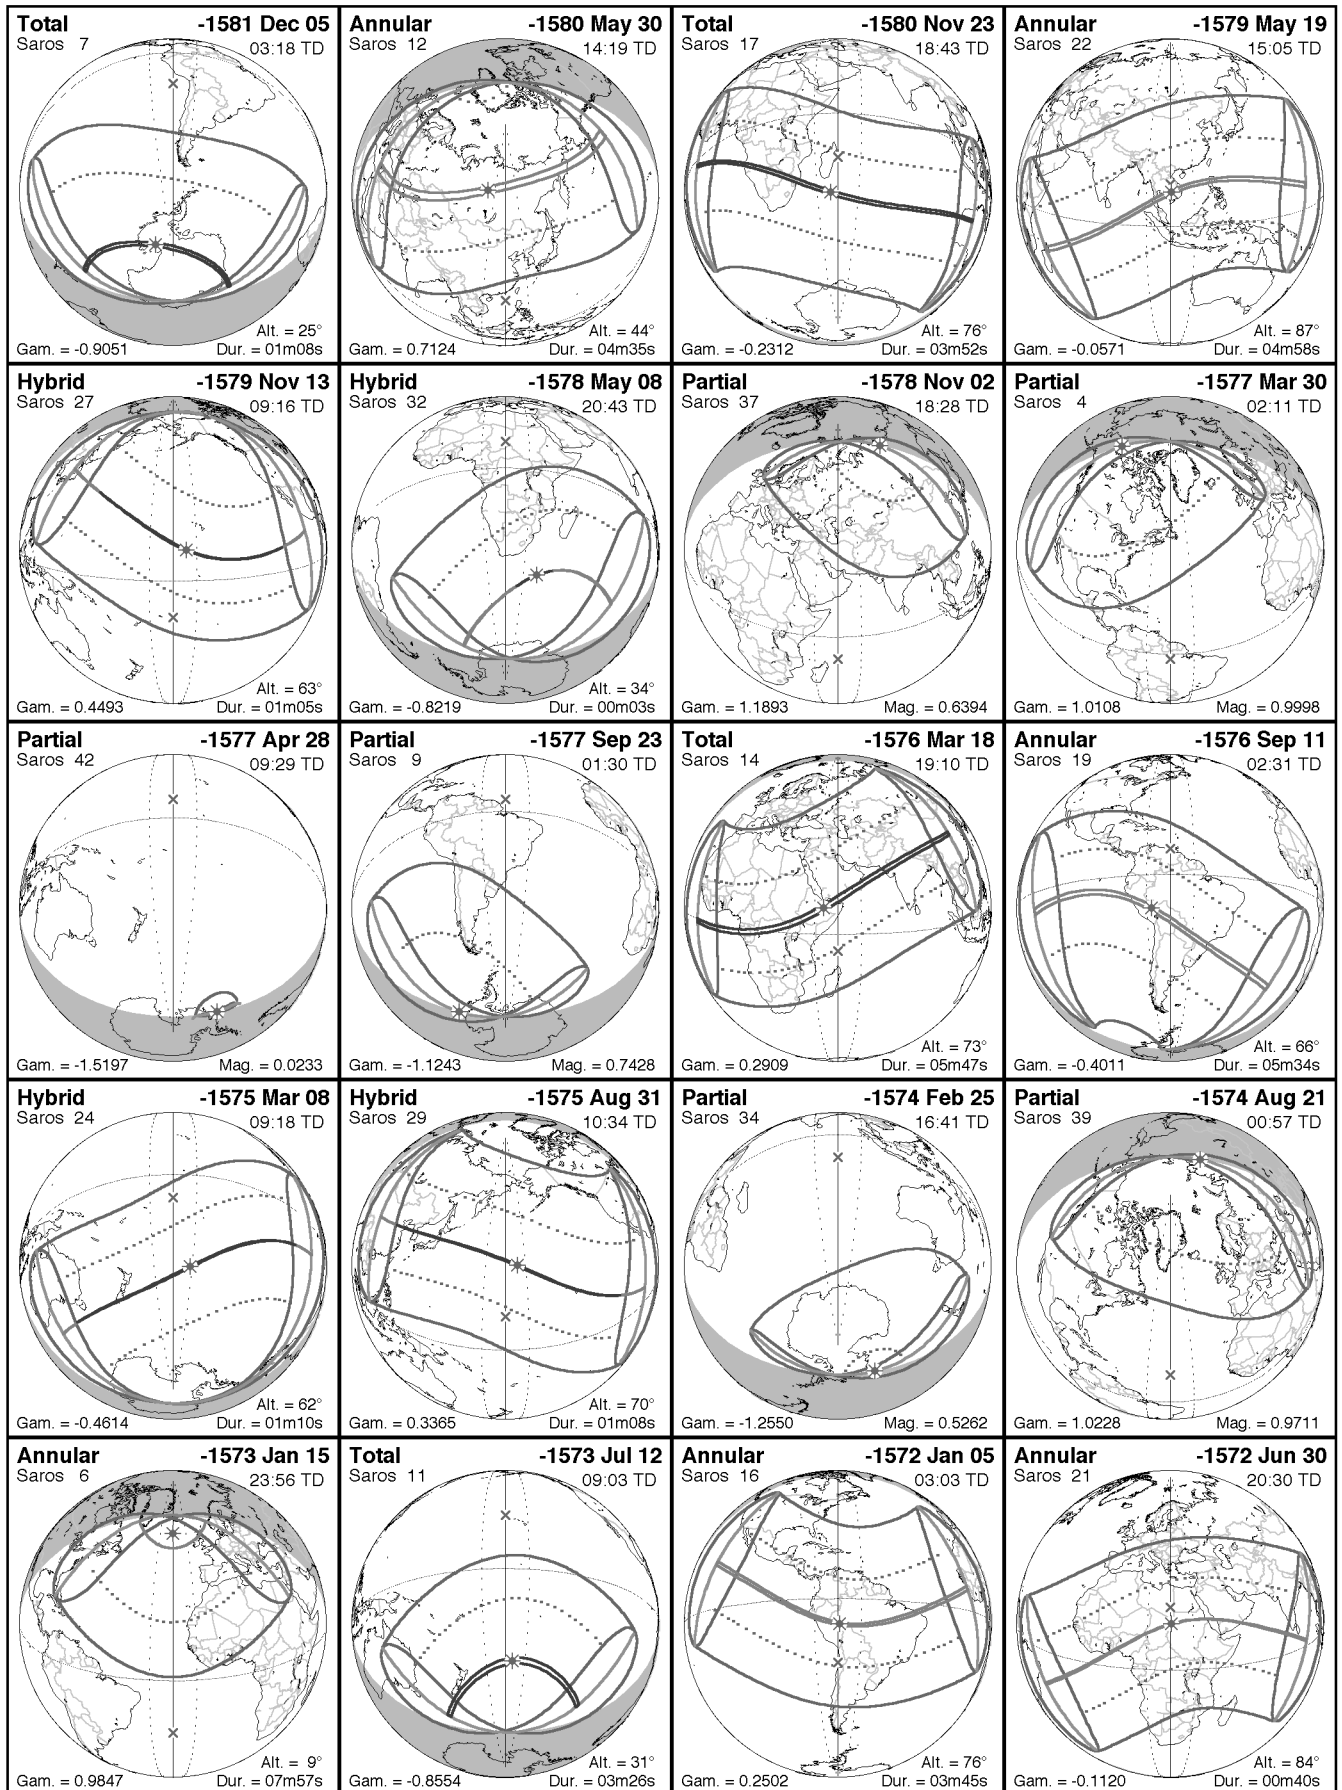 Total -1581 Dec 05
Saros 7 03:18 TD
Alt. = 25°
Gam. = -0.9051 Dur. = 01m08s
Annular -1580 May 30
Saros 12 14:19 TD
Alt. = 44°
Gam. = 0.7124 Dur. = 04m35s
Total -1580 Nov 23
Saros 17 18:43 TD
Alt. = 76°
Gam. = -0.2312 Dur. = 03m52s
Annular -1579 May 19
Saros 22 15:05 TD
Alt. = 87°
Gam. = -0.0571 Dur. = 04m58s
Hybrid -1579 Nov 13
Saros 27 09:16 TD
Alt. = 63°
Gam. = 0.4493 Dur. = 01m05s
Hybrid -1578 May 08
Saros 32 20:43 TD
Alt. = 34°
Gam. = -0.8219 Dur. = 00m03s
Partial -1578 Nov 02
Saros 37 18:28 TD
Gam. = 1.1893 Mag. = 0.6394
Partial -1577 Mar 30
Saros 4 02:11 TD
Gam. = 1.0108 Mag. = 0.9998
Partial -1577 Apr 28
Saros 42 09:29 TD
Gam. = -1.5197 Mag. = 0.0233
Partial -1577 Sep 23
Saros 9 01:30 TD
Gam. = -1.1243 Mag. = 0.7428
Total -1576 Mar 18
Saros 14 19:10 TD
Alt. = 73°
Gam. = 0.2909 Dur. = 05m47s
Annular -1576 Sep 11
Saros 19 02:31 TD
Alt. = 66°
Gam. = -0.4011 Dur. = 05m34s
Hybrid -1575 Mar 08
Saros 24 09:18 TD
Alt. = 62°
Gam. = -0.4614 Dur. = 01m10s
Hybrid -1575 Aug 31
Saros 29 10:34 TD
Alt. = 70°
Gam. = 0.3365 Dur. = 01m08s
Partial -1574 Feb 25
Saros 34 16:41 TD
Gam. = -1.2550 Mag. = 0.5262
Partial -1574 Aug 21
Saros 39 00:57 TD
Gam. = 1.0228 Mag. = 0.9711
Annular -1573 Jan 15
Saros 6 23:56 TD
Alt. = 9°
Gam. = 0.9847 Dur. = 07m57s
Total -1573 Jul 12
Saros 11 09:03 TD
Alt. = 31°
Gam. = -0.8554 Dur. = 03m26s
Annular -1572 Jan 05
Saros 16 03:03 TD
Alt. = 76°
Gam. = 0.2502 Dur. = 03m45s
Annular -1572 Jun 30
Saros 21 20:30 TD
Alt. = 84°
Gam. = -0.1120 Dur. = 00m40s